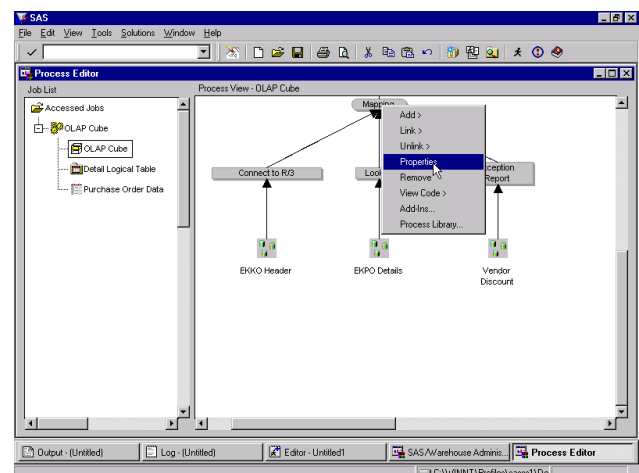 SAS
File Edit View Tools Solutions Window Help
Process Editor
Job List
Process View - OLAP Cube
Accessed Jobs
OLAP Cube
OLAP Cube
Detail Logical Table
Purchase Order Data
Mapping
Add >
Link >
Unlink >
Properties
Remove
View Code >
Add-Ins...
Process Library...
Connect to R/3
Report
EKKO Header
EKPO Details
Vendor
Discount
Output - (Untitled)
Log - (Untitled)
Editor - Untitled1
SAS/Warehouse Adminis...
Process Editor